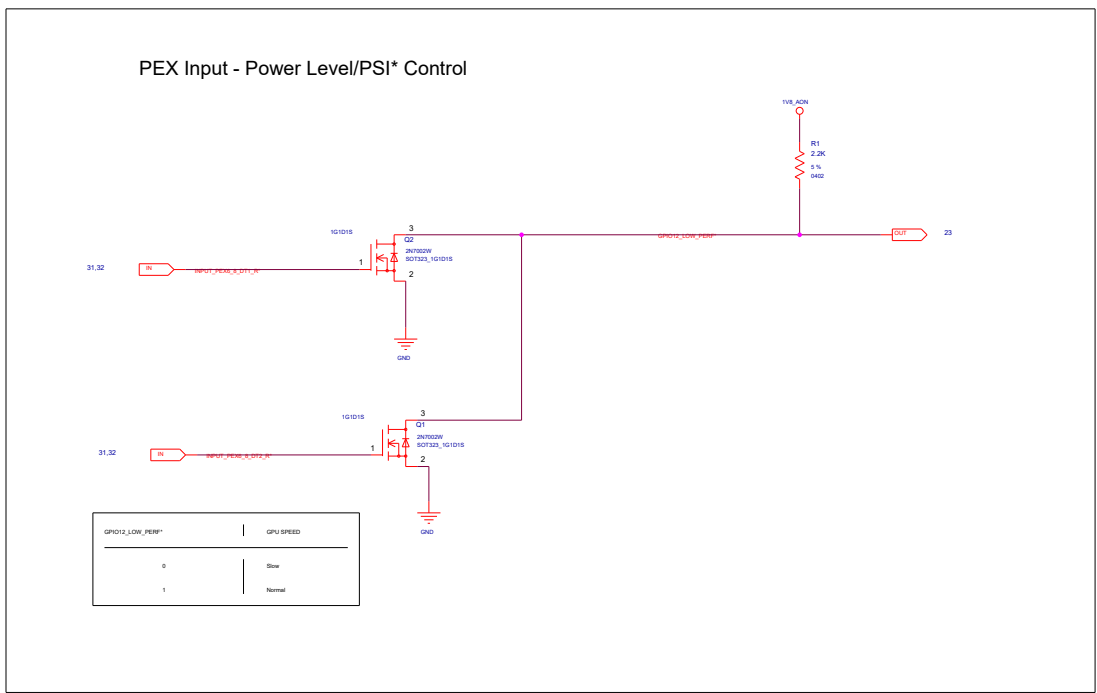 PEX Input - Power Level/PSI* Control
1V8_AON
R1
2.2K
5 %
0402
1G1D1S
3
Q2
2N7002W
SOT323_1G1D1S
1
2
GPIO12_LOW_PERF*
OUT
23
31,32
IN
INPUT_PEX6_8_DT1_R*
GND
1G1D1S
3
Q1
2N7002W
SOT323_1G1D1S
1
2
31,32
IN
INPUT_PEX6_8_DT2_R*
GND
GPIO12_LOW_PERF* GPU SPEED
0 Slow
1 Normal